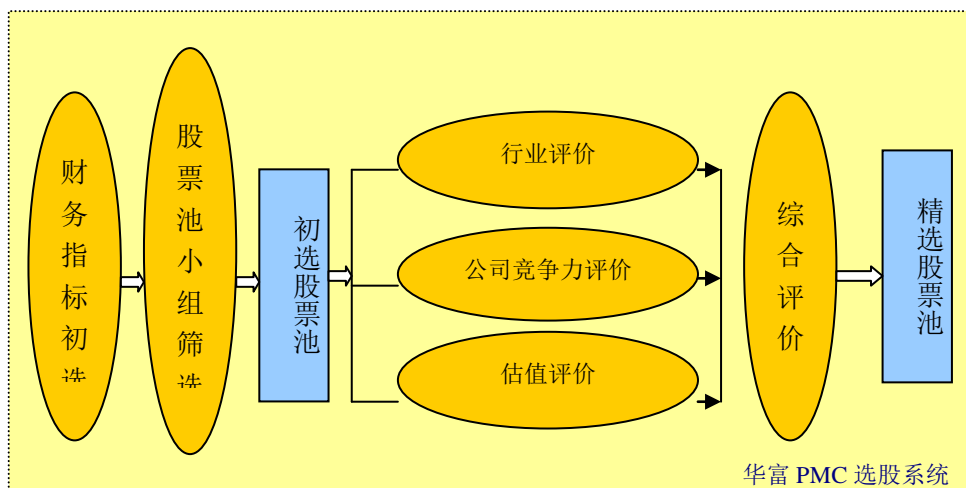 财务指标初选
股票池小组筛选
初选股票池
行业评价
公司竞争力评价
估值评价
综合评价
精选股票池
华富 PMC 选股系统